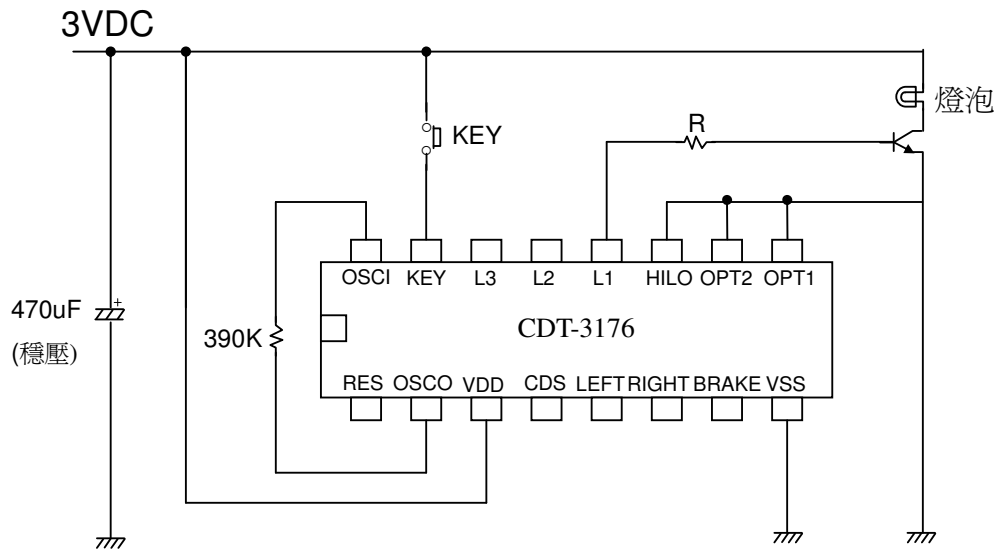 3VDC
燈泡
R
KEY
OSCI KEY L3 L2 L1 HILO OPT2 OPT1
470uF
+
(穩壓)
390K
CDT-3176
RES OSCO VDD CDS LEFT RIGHT BRAKE VSS